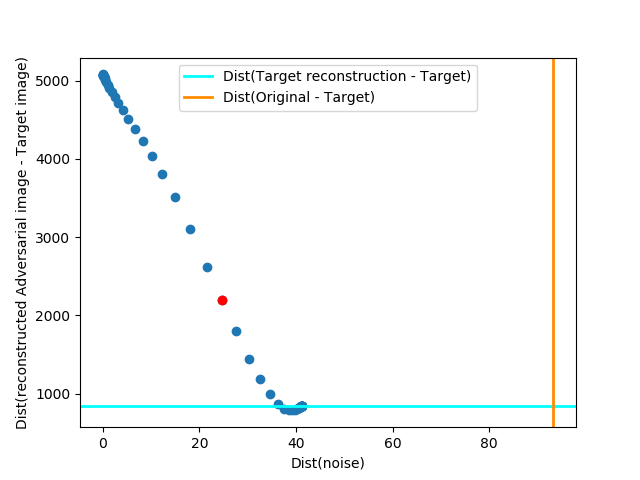 Dist(Target reconstruction - Target)
Dist(Original - Target)
Dist(reconstructed Adversarial image - Target image)
5000
4000
3000
2000
1000
0
20
40
60
80
Dist(noise)